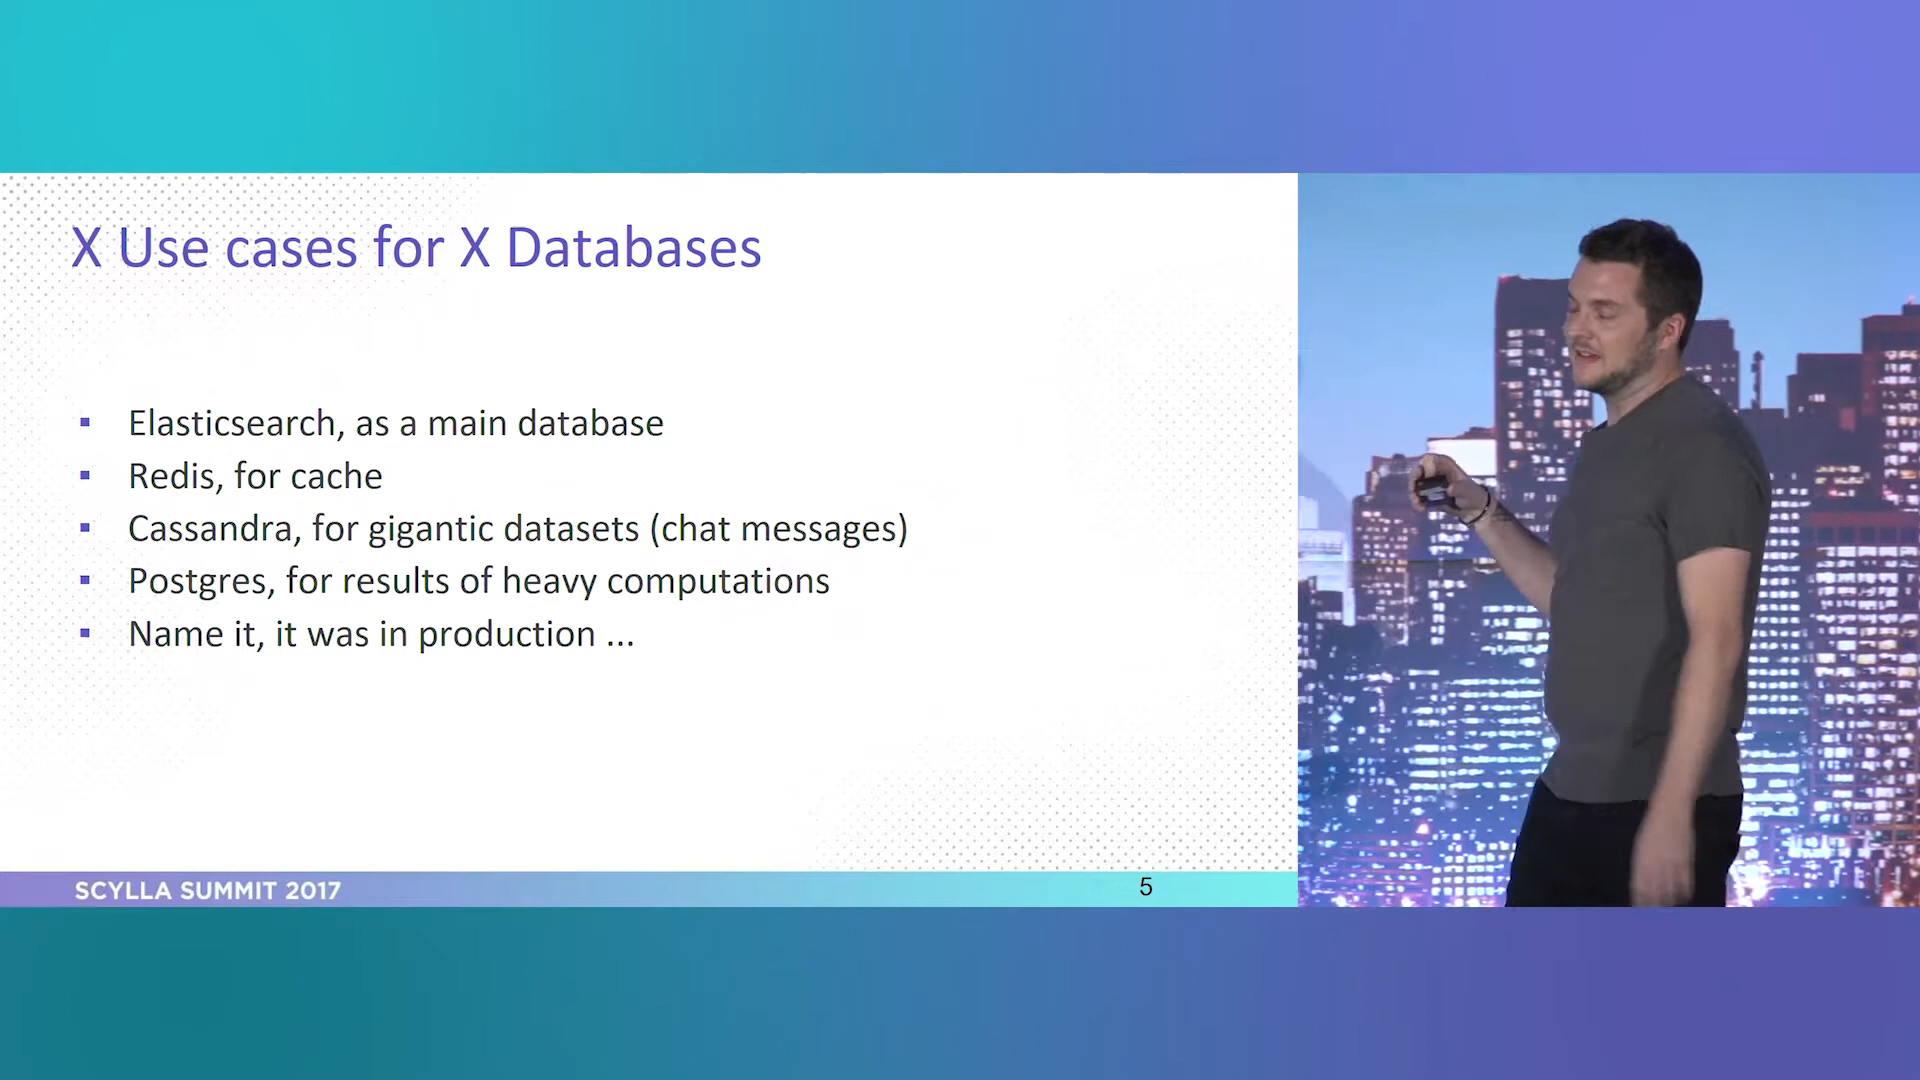 X Use cases for X Databases
Elasticsearch, as a main database
Redis, for cache
Cassandra, for gigantic datasets (chat messages)
Postgres, for results of heavy computations
Name it, it was in production ...
SCYLLA SUMMIT 2017
5